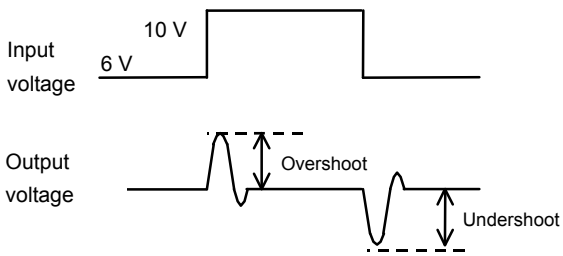 10 V
Input
voltage
6 V
Output
voltage
Overshoot
Undershoot